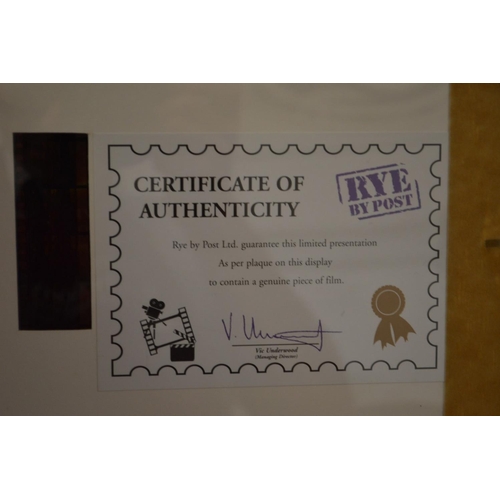 CERTIFICATE OF
AUTHENTICITY
RYE
BY POST
Rye by Post Ltd. guarantee this limited presentation
As per plaque on this display
to contain a genuine piece of film.
V. Underwood
Vic Underwood
(Managing Director)